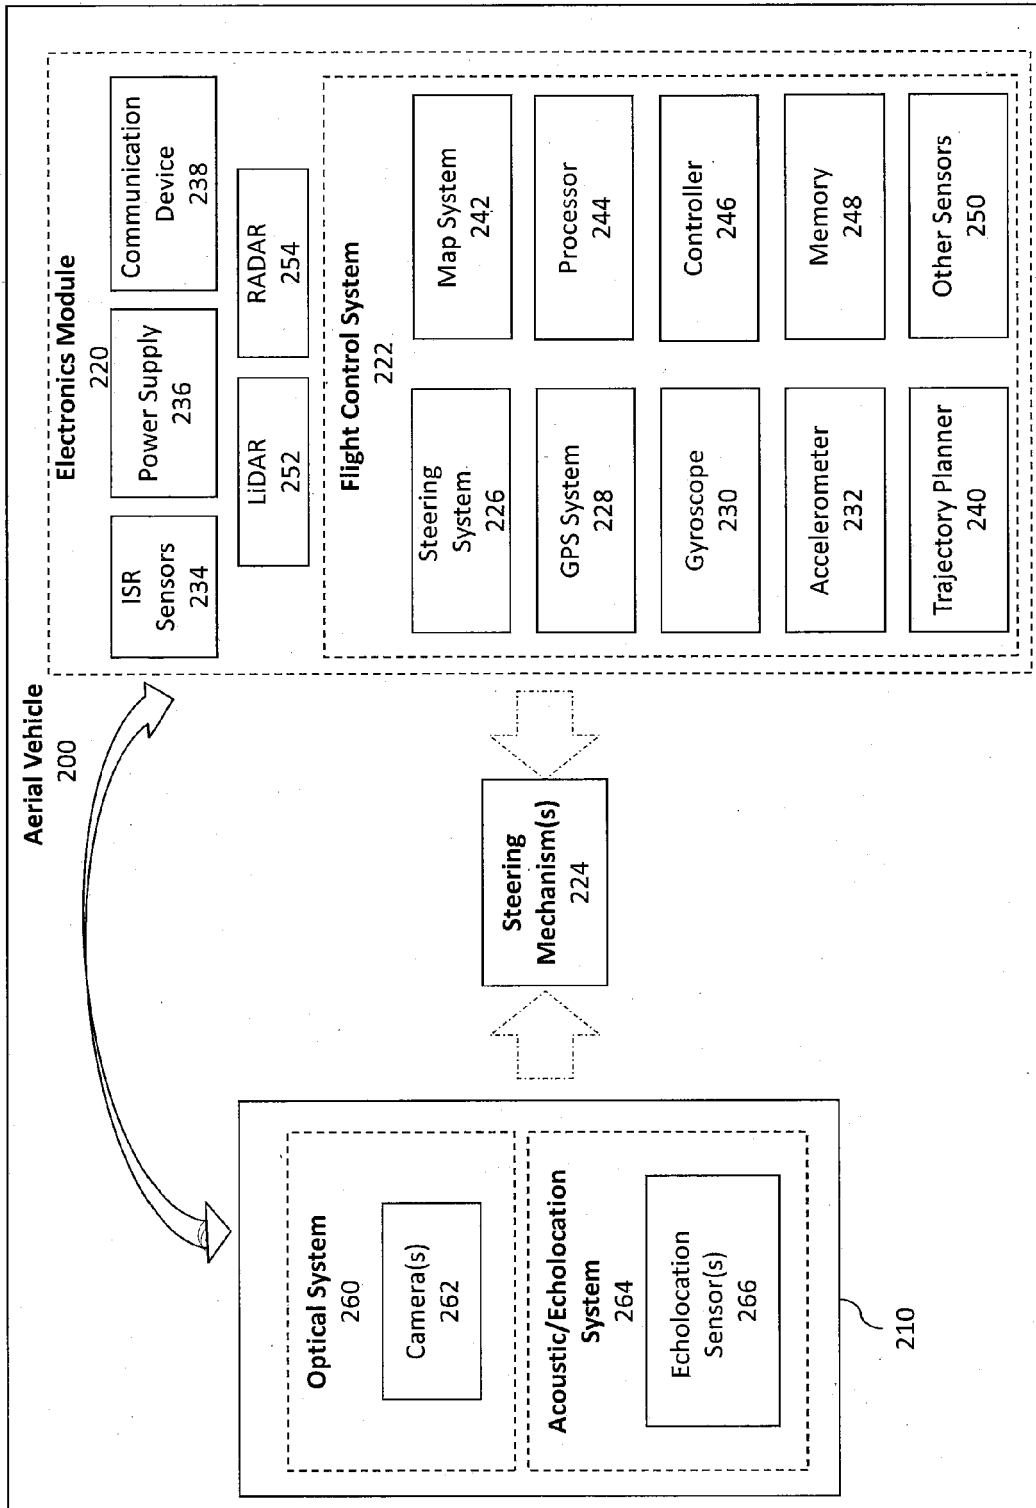 Aerial Vehicle
200
Optical System
260
Camera(s)
262
Acoustic/Echolocation
System
264
Echolocation
Sensor(s)
266
210
Steering
Mechanism(s)
224
Electronics Module
220
ISR
Sensors
234
Power Supply
236
Communication
Device
238
LiDAR
252
RADAR
254
Flight Control System
222
Steering
System
226
Map System
242
GPS System
228
Processor
244
Gyroscope
230
Controller
246
Accelerometer
232
Memory
248
Trajectory Planner
240
Other Sensors
250